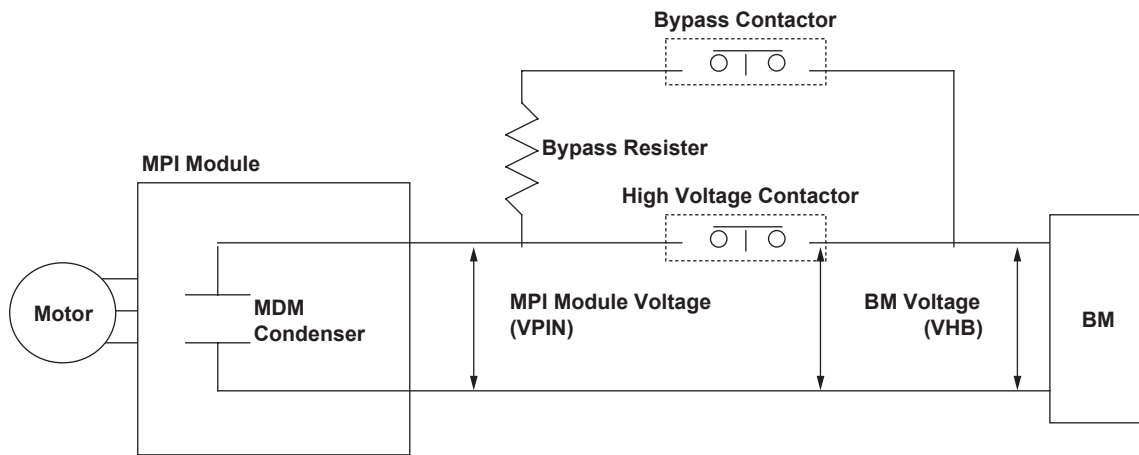 Bypass Contactor
Bypass Resister
MPI Module
High Voltage Contactor
Motor
MDM
Condenser
MPI Module Voltage
(VPIN)
BM Voltage
(VHB)
BM